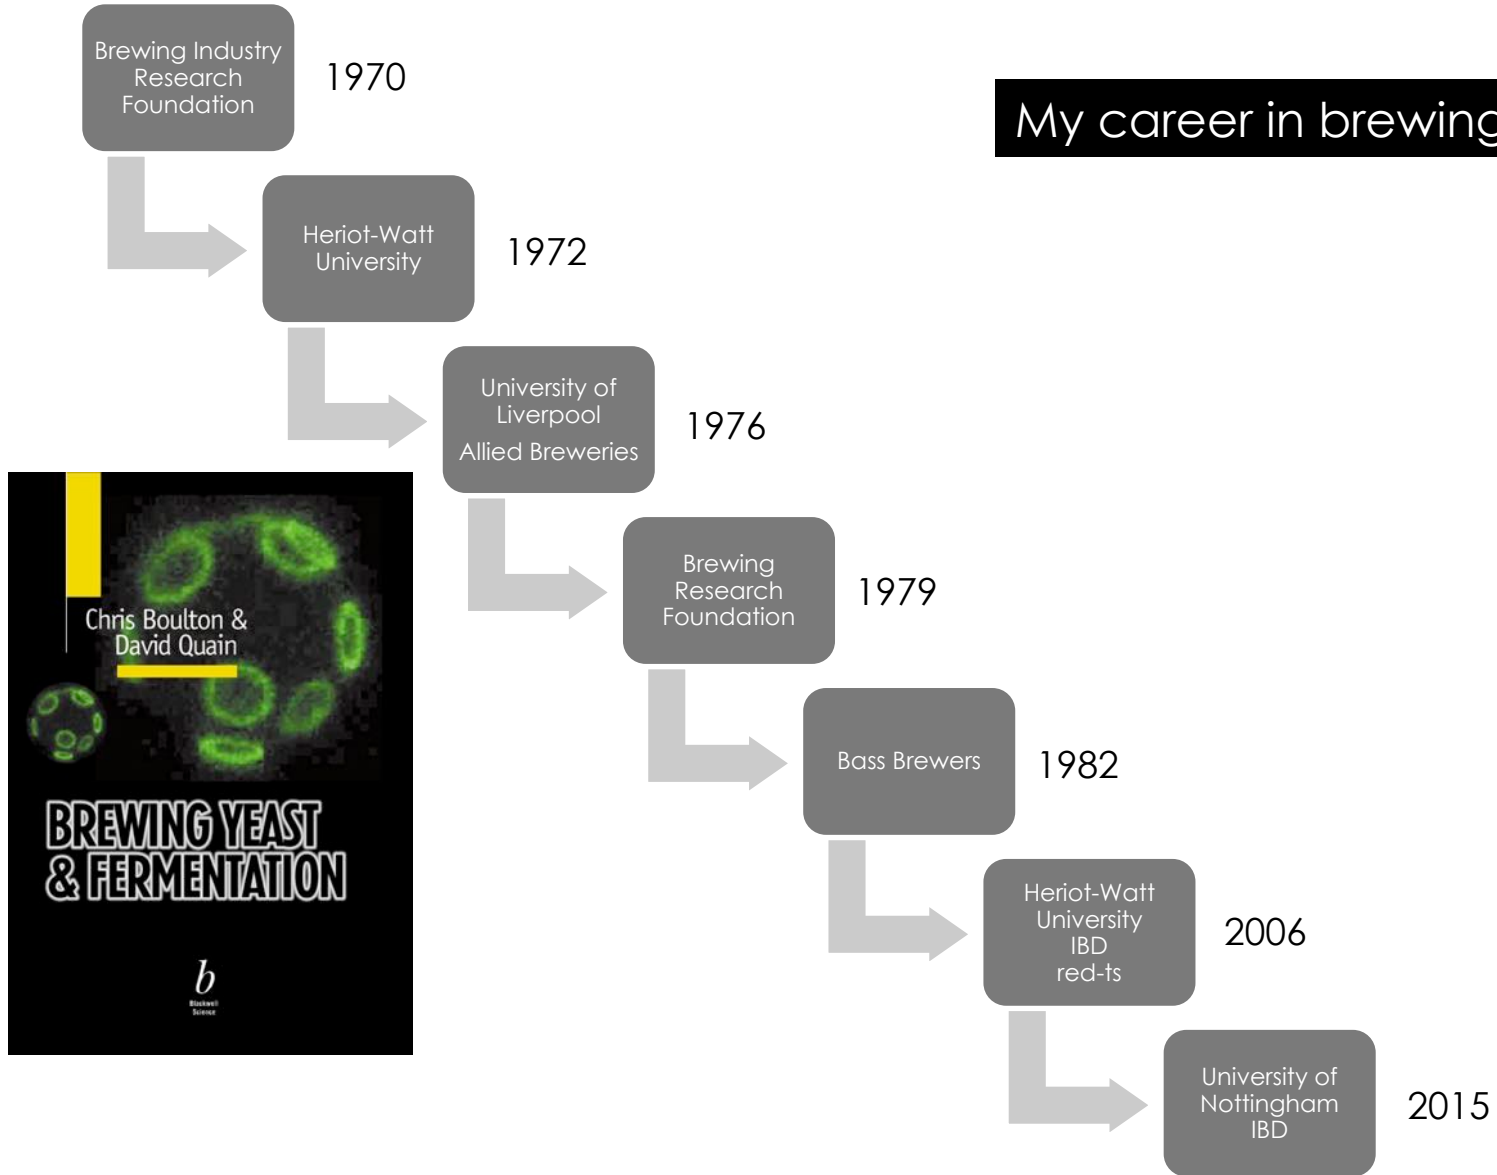 Brewing Industry
Research
Foundation
1970
My career in brewing
Heriot-Watt
University
1972
University of
Liverpool
Allied Breweries
1976
Chris Boulton &
David Quain
BREWING YEAST
& FERMENTATION
b
Blackwell
Science
Brewing
Research
Foundation
1979
Bass Brewers
1982
Heriot-Watt
University
IBD
red-ts
2006
University of
Nottingham
IBD
2015